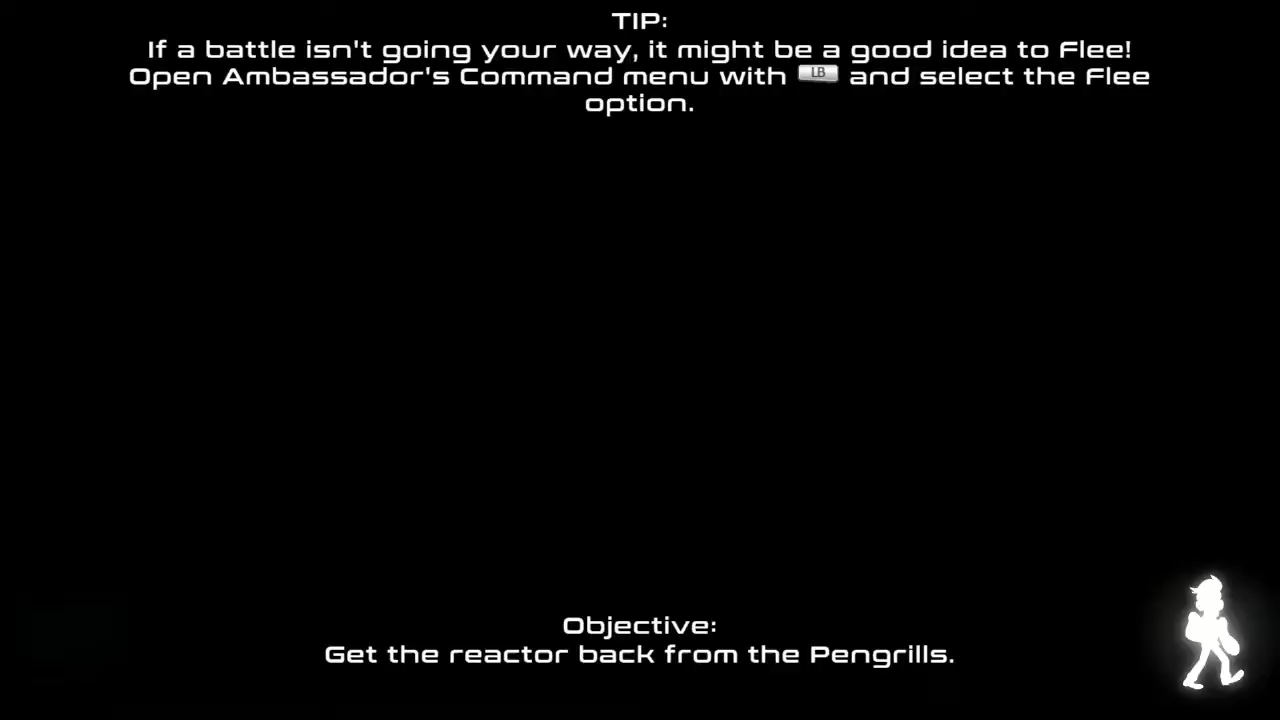 TIP:
If a battle isn't going your way, it might be a good idea to Flee!
Open Ambassador's Command menu with LB and select the Flee
option.
Objective:
Get the reactor back from the Pengrills.